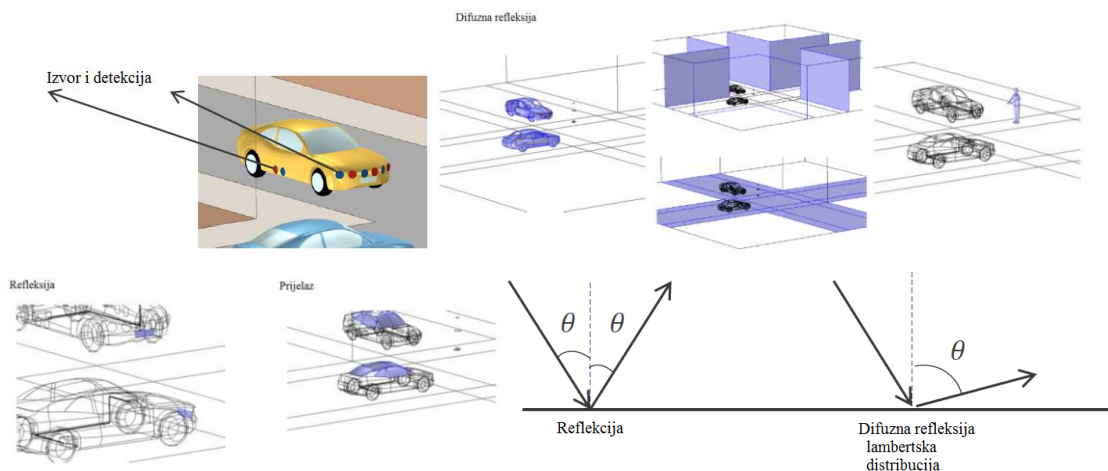 Difuzna refleksija
Izvor i detekcija
Refleksija
Prijelaz
θ θ
θ
Reflekcija
Difuzna refleksija
lambertska
distribucija